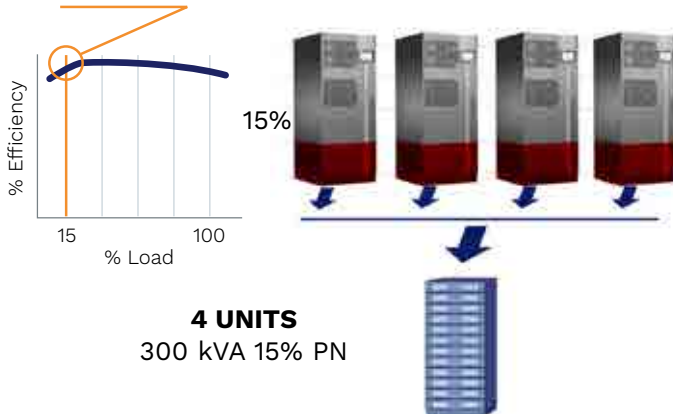 % Efficiency
15 100
% Load
15%
4 UNITS
300 kVA 15% PN